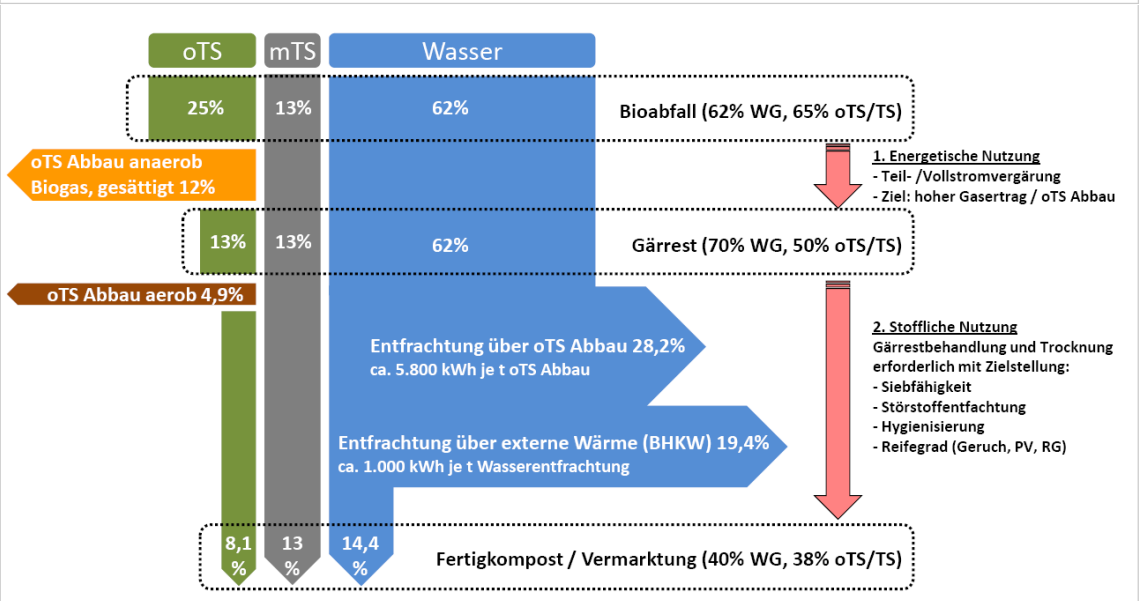 oTS
mTS
Wasser
25%
13%
62%
Bioabfall (62% WG, 65% oTS/TS)
oTS Abbau anaerob
Biogas, gesättigt 12%
1. Energetische Nutzung
- Teil- /Vollstromvergärung
- Ziel: hoher Gasertrag / oTS Abbau
13%
13%
62%
Gärrest (70% WG, 50% oTS/TS)
oTS Abbau aerob 4,9%
Entfrachtung über oTS Abbau 28,2%
ca. 5.800 kWh je t oTS Abbau
2. Stoffliche Nutzung
Gärrestbehandlung und Trocknung
erforderlich mit Zielstellung:
- Siebfähigkeit
- Störstoffentfachtung
- Hygienisierung
- Reifegrad (Geruch, PV, RG)
Entfrachtung über externe Wärme (BHKW) 19,4%
ca. 1.000 kWh je t Wasserentfrachtung
8,1
%
13
%
14,4
%
Fertigkompost / Vermarktung (40% WG, 38% oTS/TS)